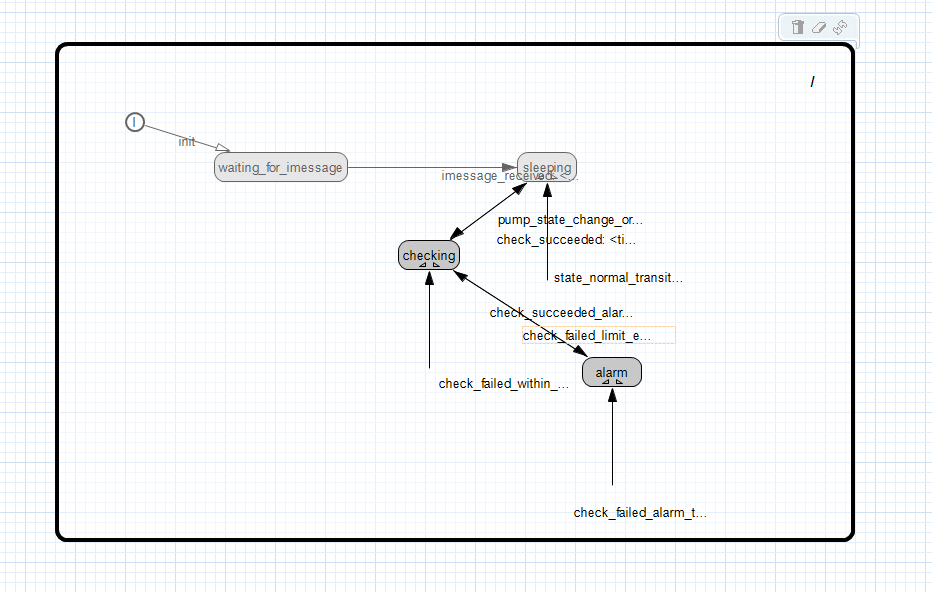 /
I
init
waiting_for_imessage
sleeping
imessage_received: <...
pump_state_change_or...
check_succeeded: <ti...
checking
state_normal_transit...
check_succeeded_alar...
check_failed_limit_e...
alarm
check_failed_within_...
check_failed_alarm_t...